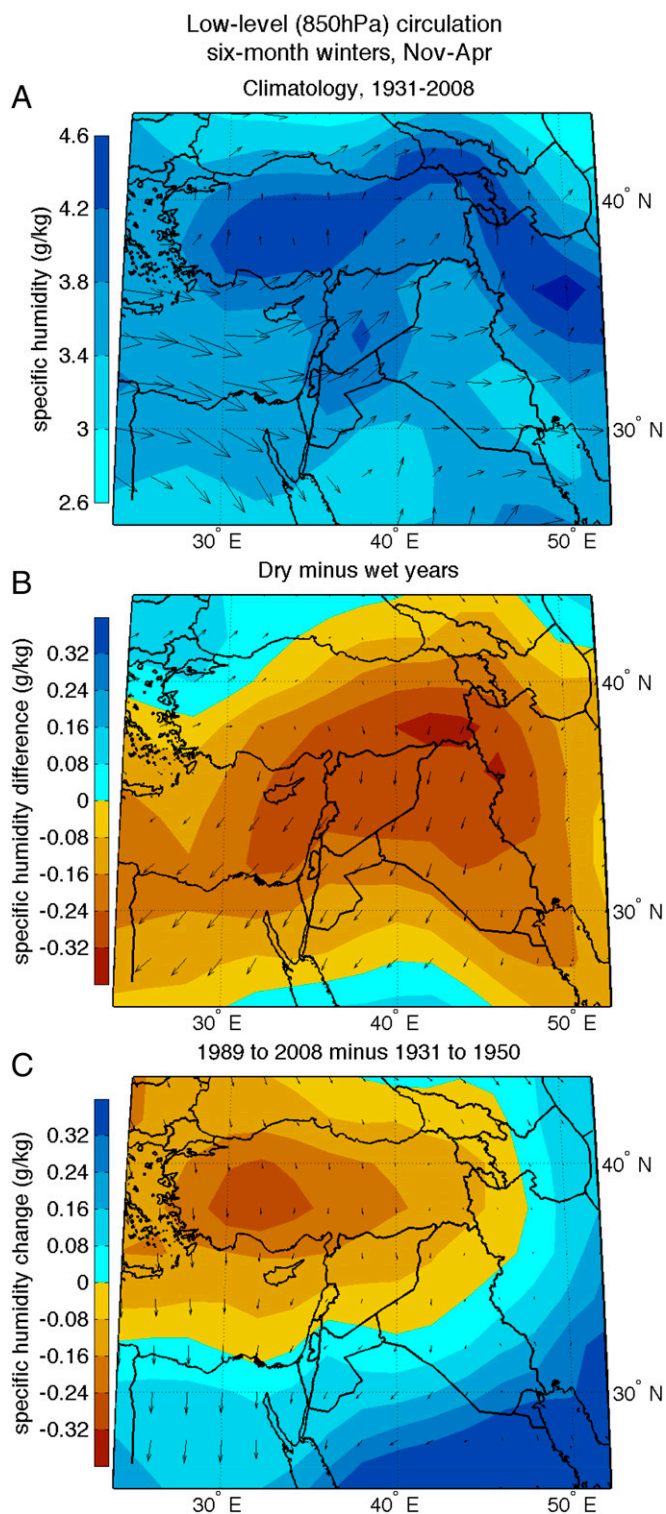 Low-level (850hPa) circulation
six-month winters, Nov-Apr
A
Climatology, 1931-2008
specific humidity (g/kg)
4.6
4.2
3.8
3.4
3
2.6
40° N
30° N
30° E
40° E
50° E
B
Dry minus wet years
specific humidity difference (g/kg)
0.32
0.24
0.16
0.08
0
-0.08
-0.16
-0.24
-0.32
40° N
30° N
30° E
40° E
50° E
C
1989 to 2008 minus 1931 to 1950
specific humidity change (g/kg)
0.32
0.24
0.16
0.08
0
-0.08
-0.16
-0.24
-0.32
40° N
30° N
30° E
40° E
50° E